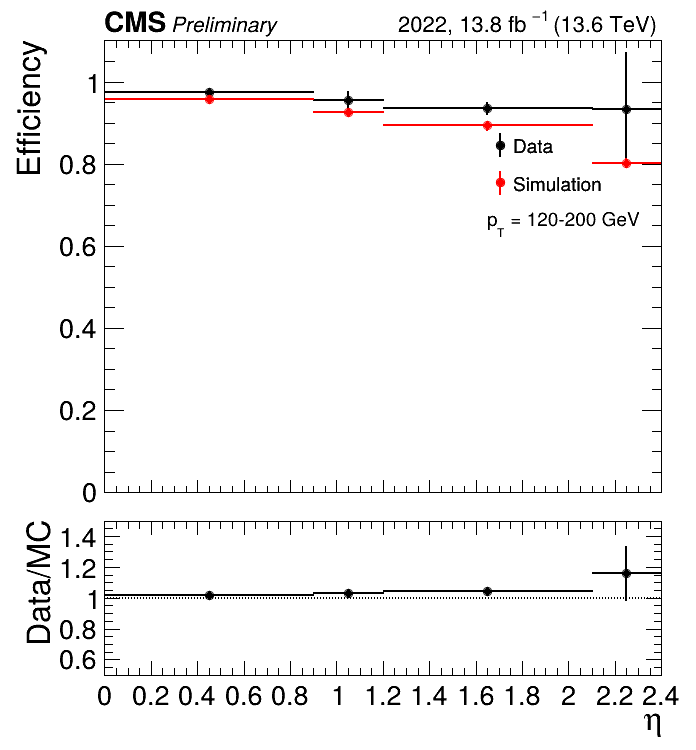 CMS Preliminary 2022, 13.8 fb⁻¹ (13.6 TeV)
Efficiency
1
0.8
0.6
0.4
0.2
0
Data
Simulation
p_T = 120-200 GeV
Data/MC
1.4
1.2
1
0.8
0.6
0 0.2 0.4 0.6 0.8 1 1.2 1.4 1.6 1.8 2 2.2 2.4
η